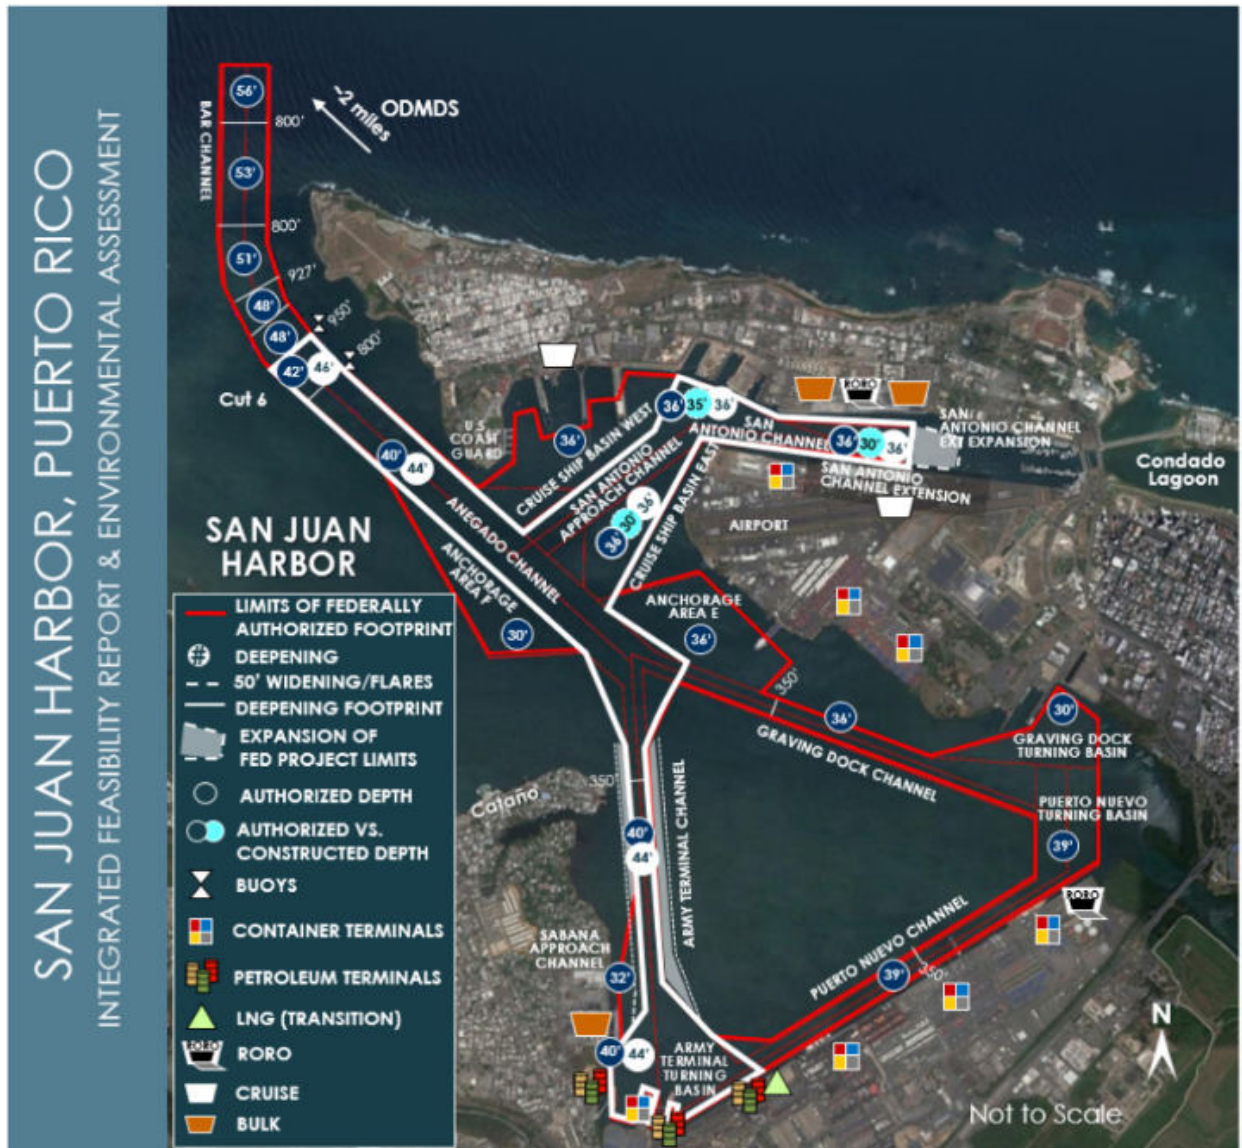 SAN JUAN HARBOR, PUERTO RICO
INTEGRATED FEASIBILITY REPORT & ENVIRONMENTAL ASSESSMENT
56'
BAR CHANNEL
800'
~2 miles
ODMDS
53'
800'
51'
927'
48'
950'
48'
800'
42'
46'
Cut 6
U.S
COAST
GUARD
36'
CRUISE SHIP BASIN WEST
36'
35'
36'
SAN
ANTONIO CHANNEL
RORO
36'
30'
36'
SAN
ANTONIO CHANNEL
EXT EXPANSION
SAN ANTONIO
CHANNEL EXTENSION
Condado
Lagoon
40'
44'
SAN ANTONIO
APPROACH CHANNEL
36'
30'
36'
CRUISE SHIP BASIN EAST
AIRPORT
ANEGADO CHANNEL
SAN JUAN
HARBOR
ANCHORAGE
AREA F
30'
ANCHORAGE
AREA E
36'
350'
36'
GRAVING DOCK CHANNEL
30'
GRAVING DOCK
TURNING BASIN
PUERTO NUEVO
TURNING BASIN
39'
RORO
Cataño
350'
40'
44'
ARMY TERMINAL CHANNEL
SABANA
APPROACH
CHANNEL
32'
PUERTO NUEVO CHANNEL
39'
350'
40'
44'
ARMY
TERMINAL
TURNING
BASIN
N
Not to Scale
LIMITS OF FEDERALLY
AUTHORIZED FOOTPRINT
#
DEEPENING
50' WIDENING/FLARES
DEEPENING FOOTPRINT
EXPANSION OF
FED PROJECT LIMITS
AUTHORIZED DEPTH
AUTHORIZED VS.
CONSTRUCTED DEPTH
BUOYS
CONTAINER TERMINALS
PETROLEUM TERMINALS
LNG (TRANSITION)
RORO
RORO
CRUISE
BULK